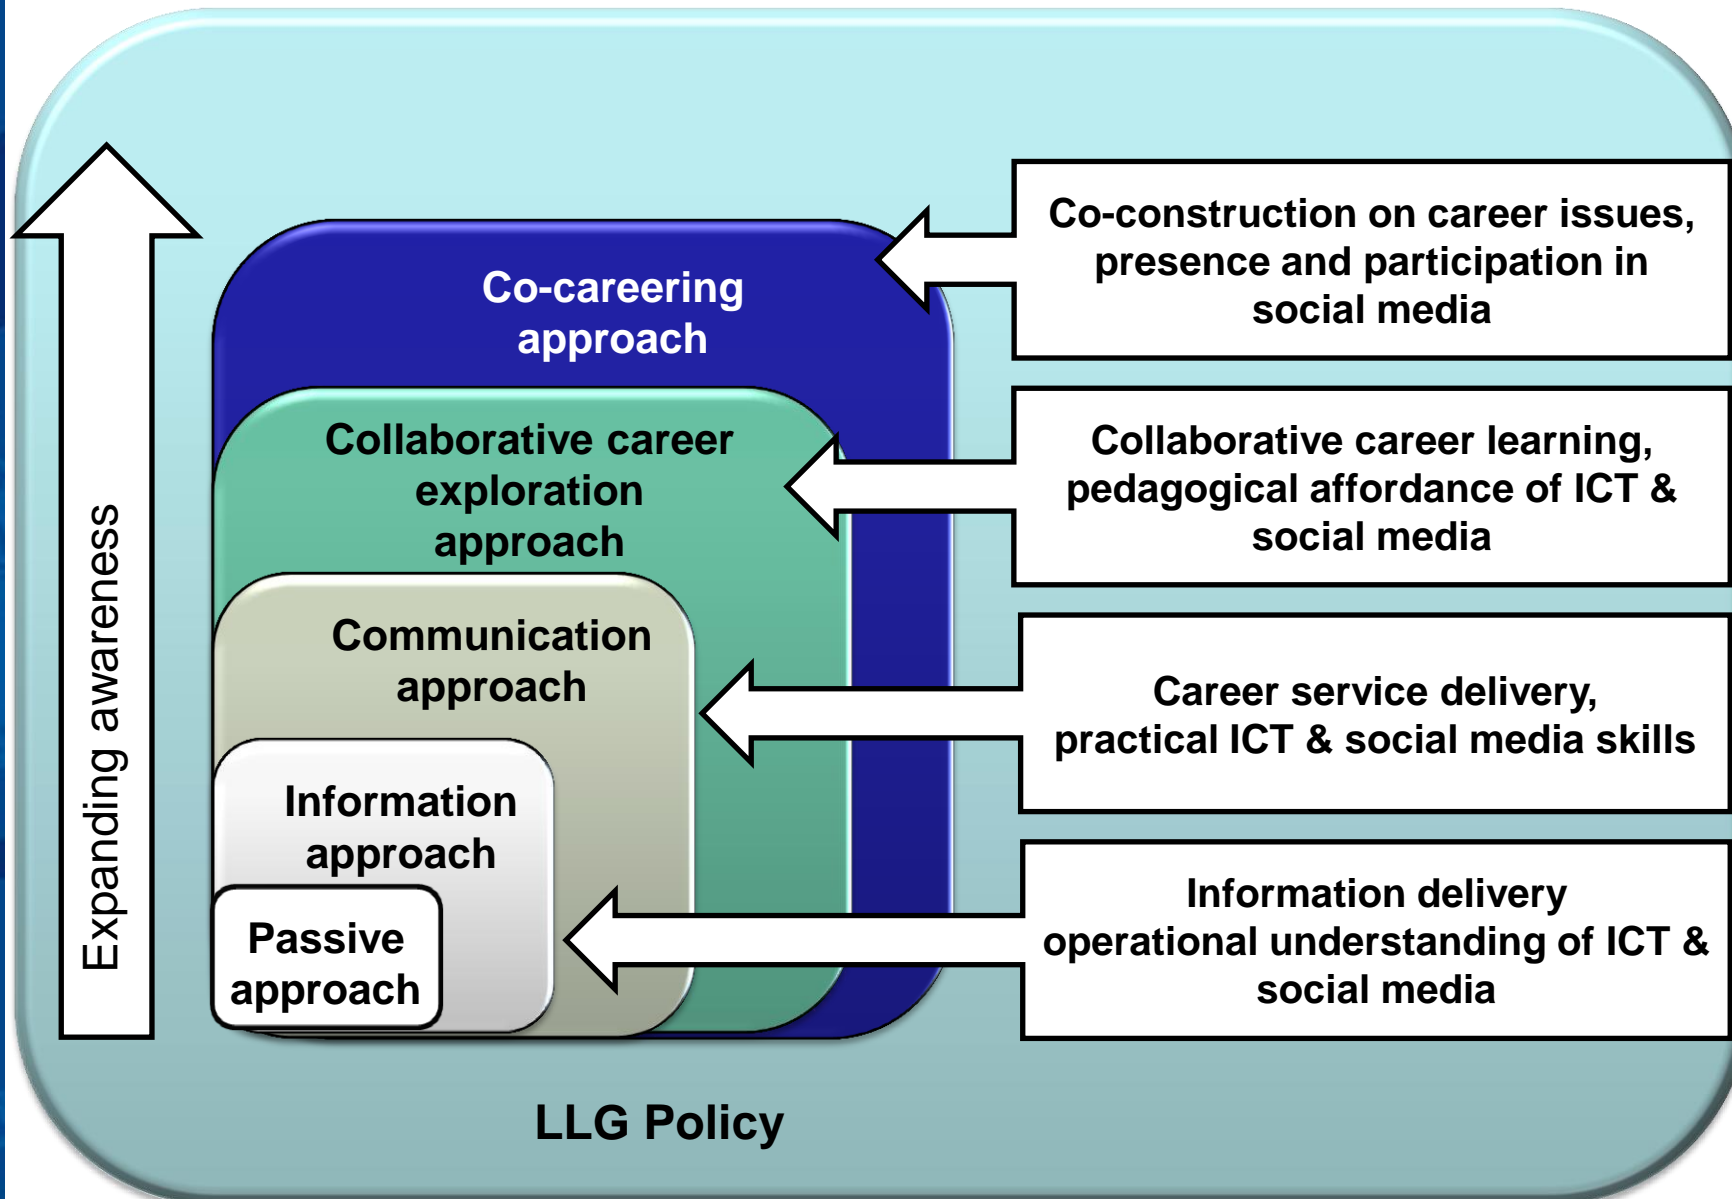 Expanding awareness
Co-careering
approach
Collaborative career
exploration
approach
Communication
approach
Information
approach
Passive
approach
Co-construction on career issues,
presence and participation in
social media
Collaborative career learning,
pedagogical affordance of ICT &
social media
Career service delivery,
practical ICT & social media skills
Information delivery
operational understanding of ICT &
social media
LLG Policy